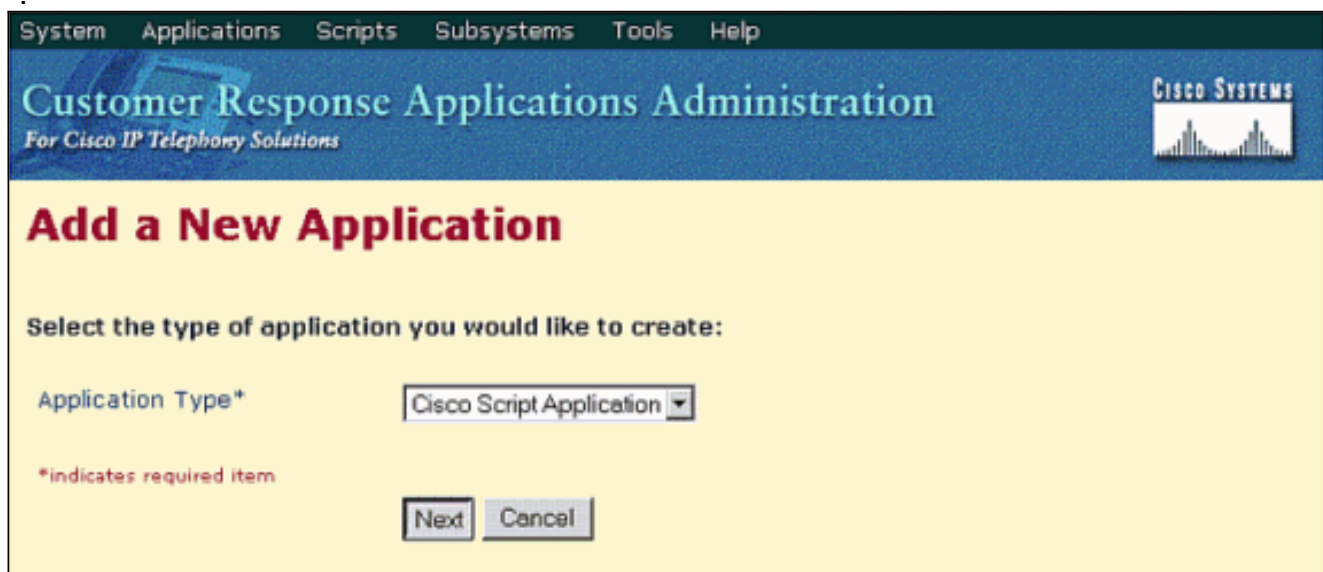 System Applications Scripts Subsystems Tools Help
Customer Response Applications Administration
For Cisco IP Telephony Solutions
CISCO SYSTEMS
Add a New Application
Select the type of application you would like to create:
Application Type* Cisco Script Application
*indicates required item
Next Cancel